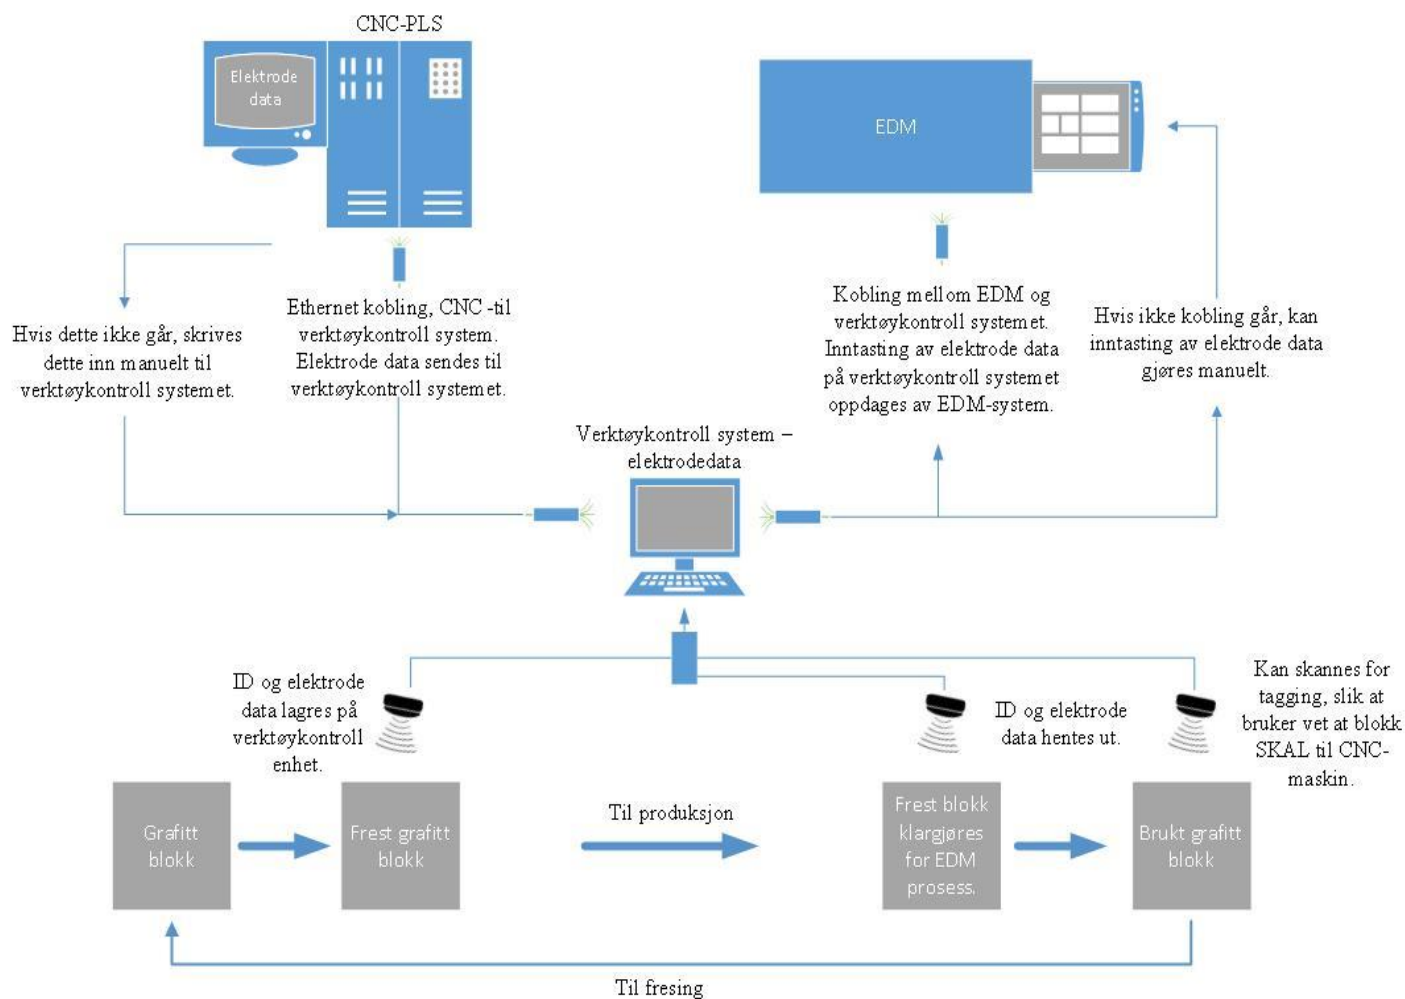 CNC-PLS
Elektrode
data
EDM
Hvis dette ikke går, skrives
dette inn manuelt til
verktøykontroll systemet.
Ethernet kobling, CNC -til
verktøykontroll system.
Elektrode data sendes til
verktøykontroll systemet.
Kobling mellom EDM og
verktøykontroll systemet.
Inntasting av elektrode data
på verktøykontroll systemet
oppdages av EDM-system.
Hvis ikke kobling går, kan
inntasting av elektrode data
gjøres manuelt.
Verktøykontroll system –
elektrodedata
ID og elektrode
data lagres på
verktøykontroll
enhet.
ID og elektrode
data hentes ut.
Kan skannes for
tagging, slik at
bruker vet at blokk
SKAL til CNC-
maskin.
Grafitt
blokk
Frest grafitt
blokk
Til produksjon
Frest blokk
klargjøres
for EDM
prosess.
Brukt grafitt
blokk
Til fresing